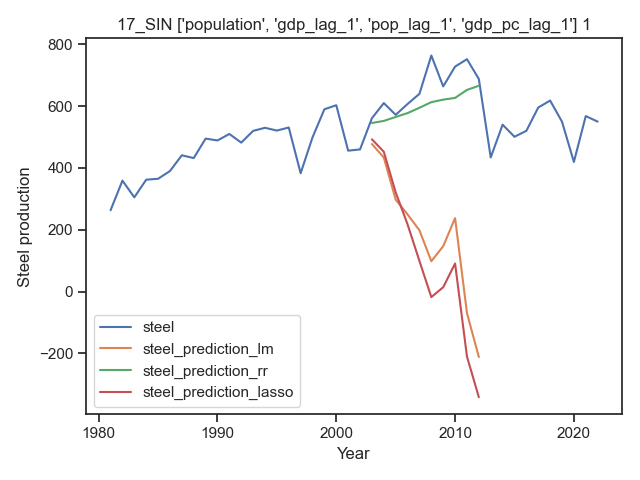 17_SIN ['population', 'gdp_lag_1', 'pop_lag_1', 'gdp_pc_lag_1'] 1
800
600
400
200
0
−200
Steel production
steel
steel_prediction_lm
steel_prediction_rr
steel_prediction_lasso
1980
1990
2000
2010
2020
Year